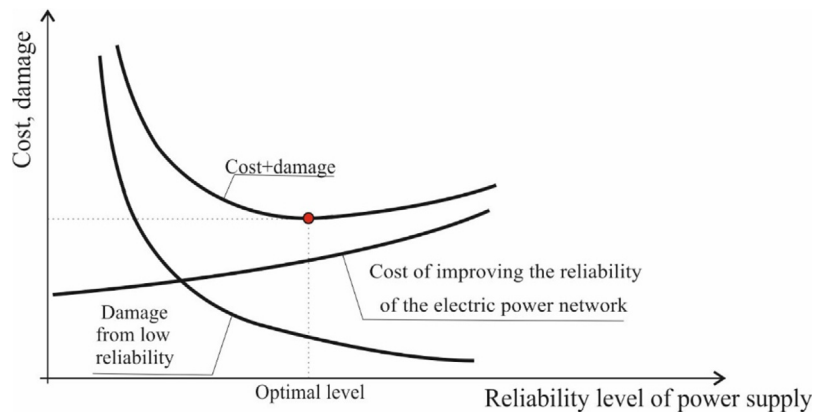 Cost, damage
Cost+damage
Cost of improving the reliability
of the electric power network
Damage
from low
reliability
Optimal level
Reliability level of power supply